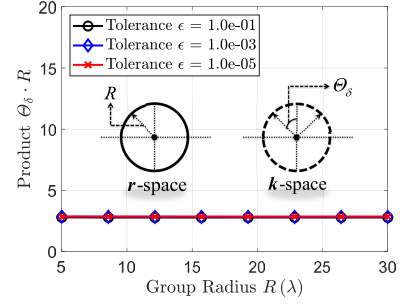 Tolerance ϵ = 1.0e-01
Tolerance ϵ = 1.0e-03
Tolerance ϵ = 1.0e-05
20
15
10
5
0
Product Θδ · R
R
Θδ
r-space
k-space
5
10
15
20
25
30
Group Radius R (λ)